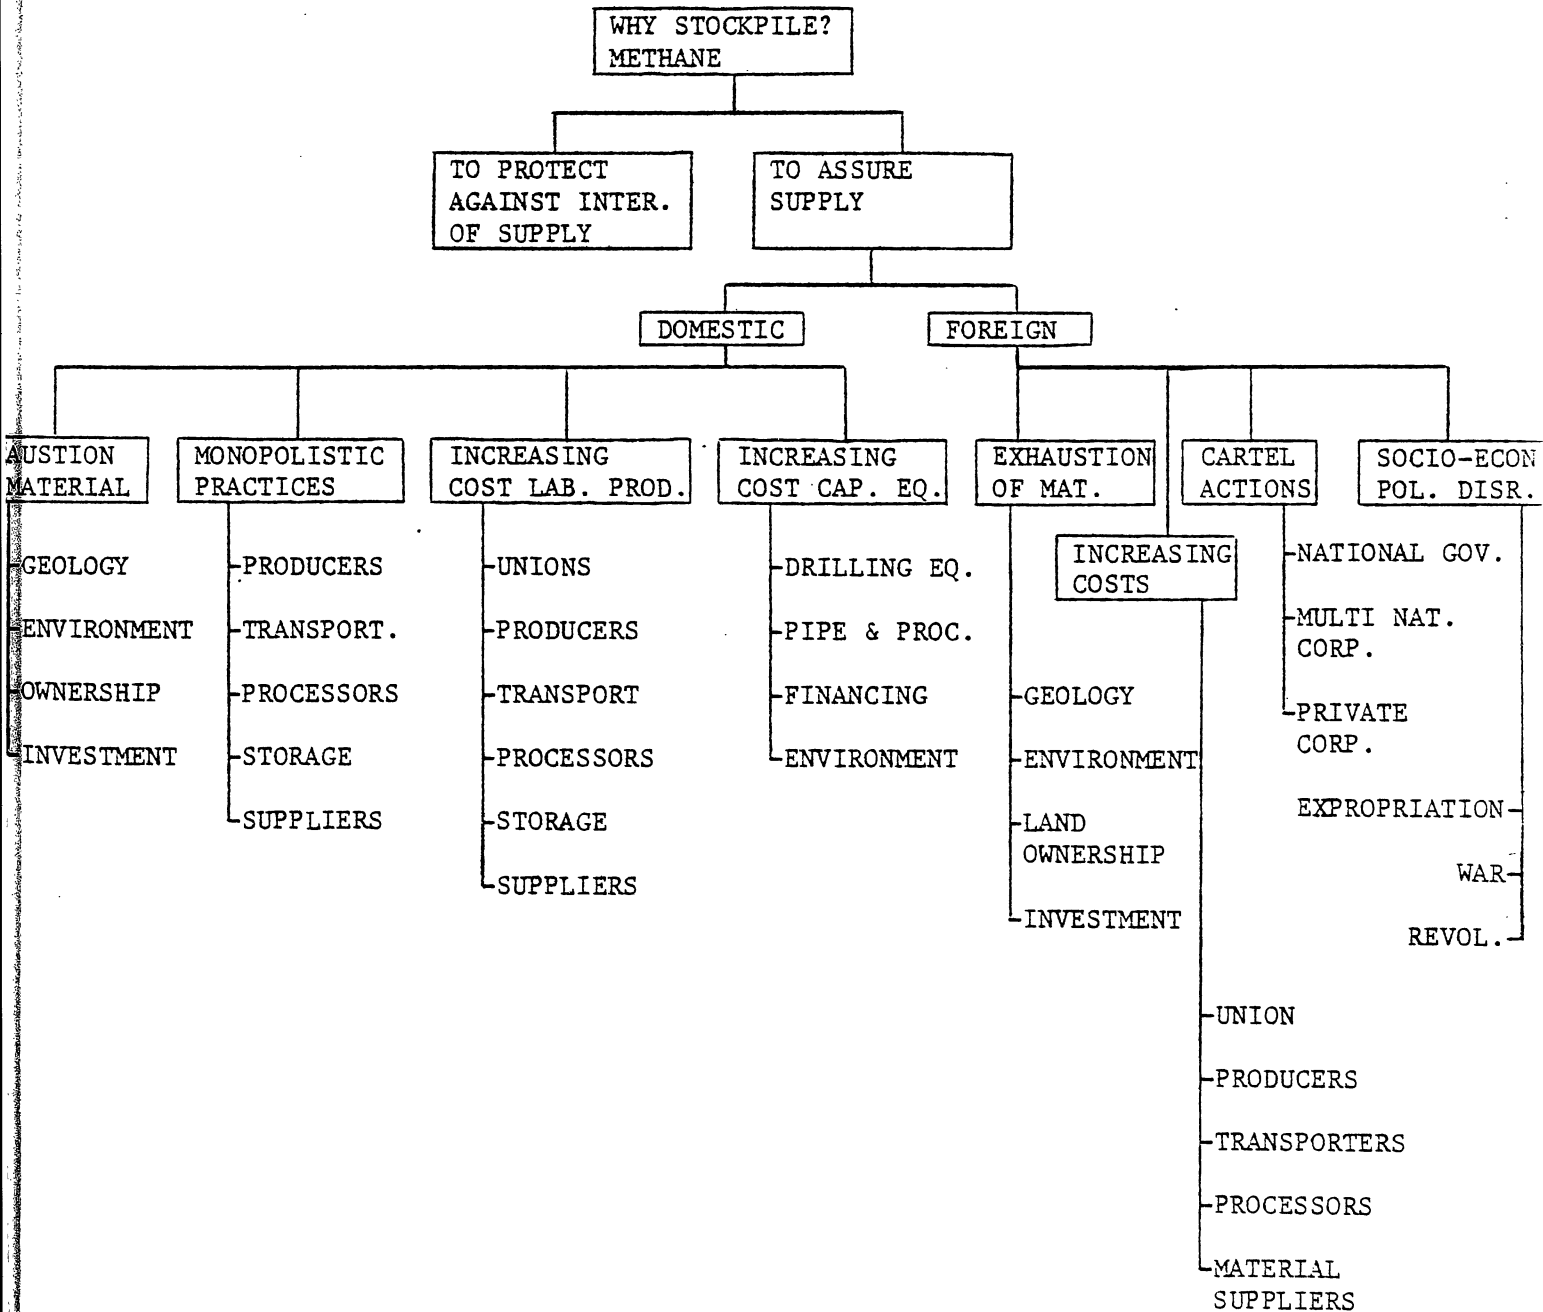 WHY STOCKPILE?
METHANE
TO PROTECT
AGAINST INTER.
OF SUPPLY
TO ASSURE
SUPPLY
DOMESTIC
FOREIGN
AUSTION
MATERIAL
GEOLOGY
ENVIRONMENT
OWNERSHIP
INVESTMENT
MONOPOLISTIC
PRACTICES
PRODUCERS
TRANSPORT.
PROCESSORS
STORAGE
SUPPLIERS
INCREASING
COST LAB. PROD.
UNIONS
PRODUCERS
TRANSPORT
PROCESSORS
STORAGE
SUPPLIERS
INCREASING
COST CAP. EQ.
DRILLING EQ.
PIPE & PROC.
FINANCING
ENVIRONMENT
EXHAUSTION
OF MAT.
GEOLOGY
ENVIRONMENT
LAND
OWNERSHIP
INVESTMENT
INCREASING
COSTS
UNION
PRODUCERS
TRANSPORTERS
PROCESSORS
MATERIAL
SUPPLIERS
CARTEL
ACTIONS
NATIONAL GOV.
MULTI NAT.
CORP.
PRIVATE
CORP.
SOCIO-ECON
POL. DISR.
EXPROPRIATION
WAR
REVOL.